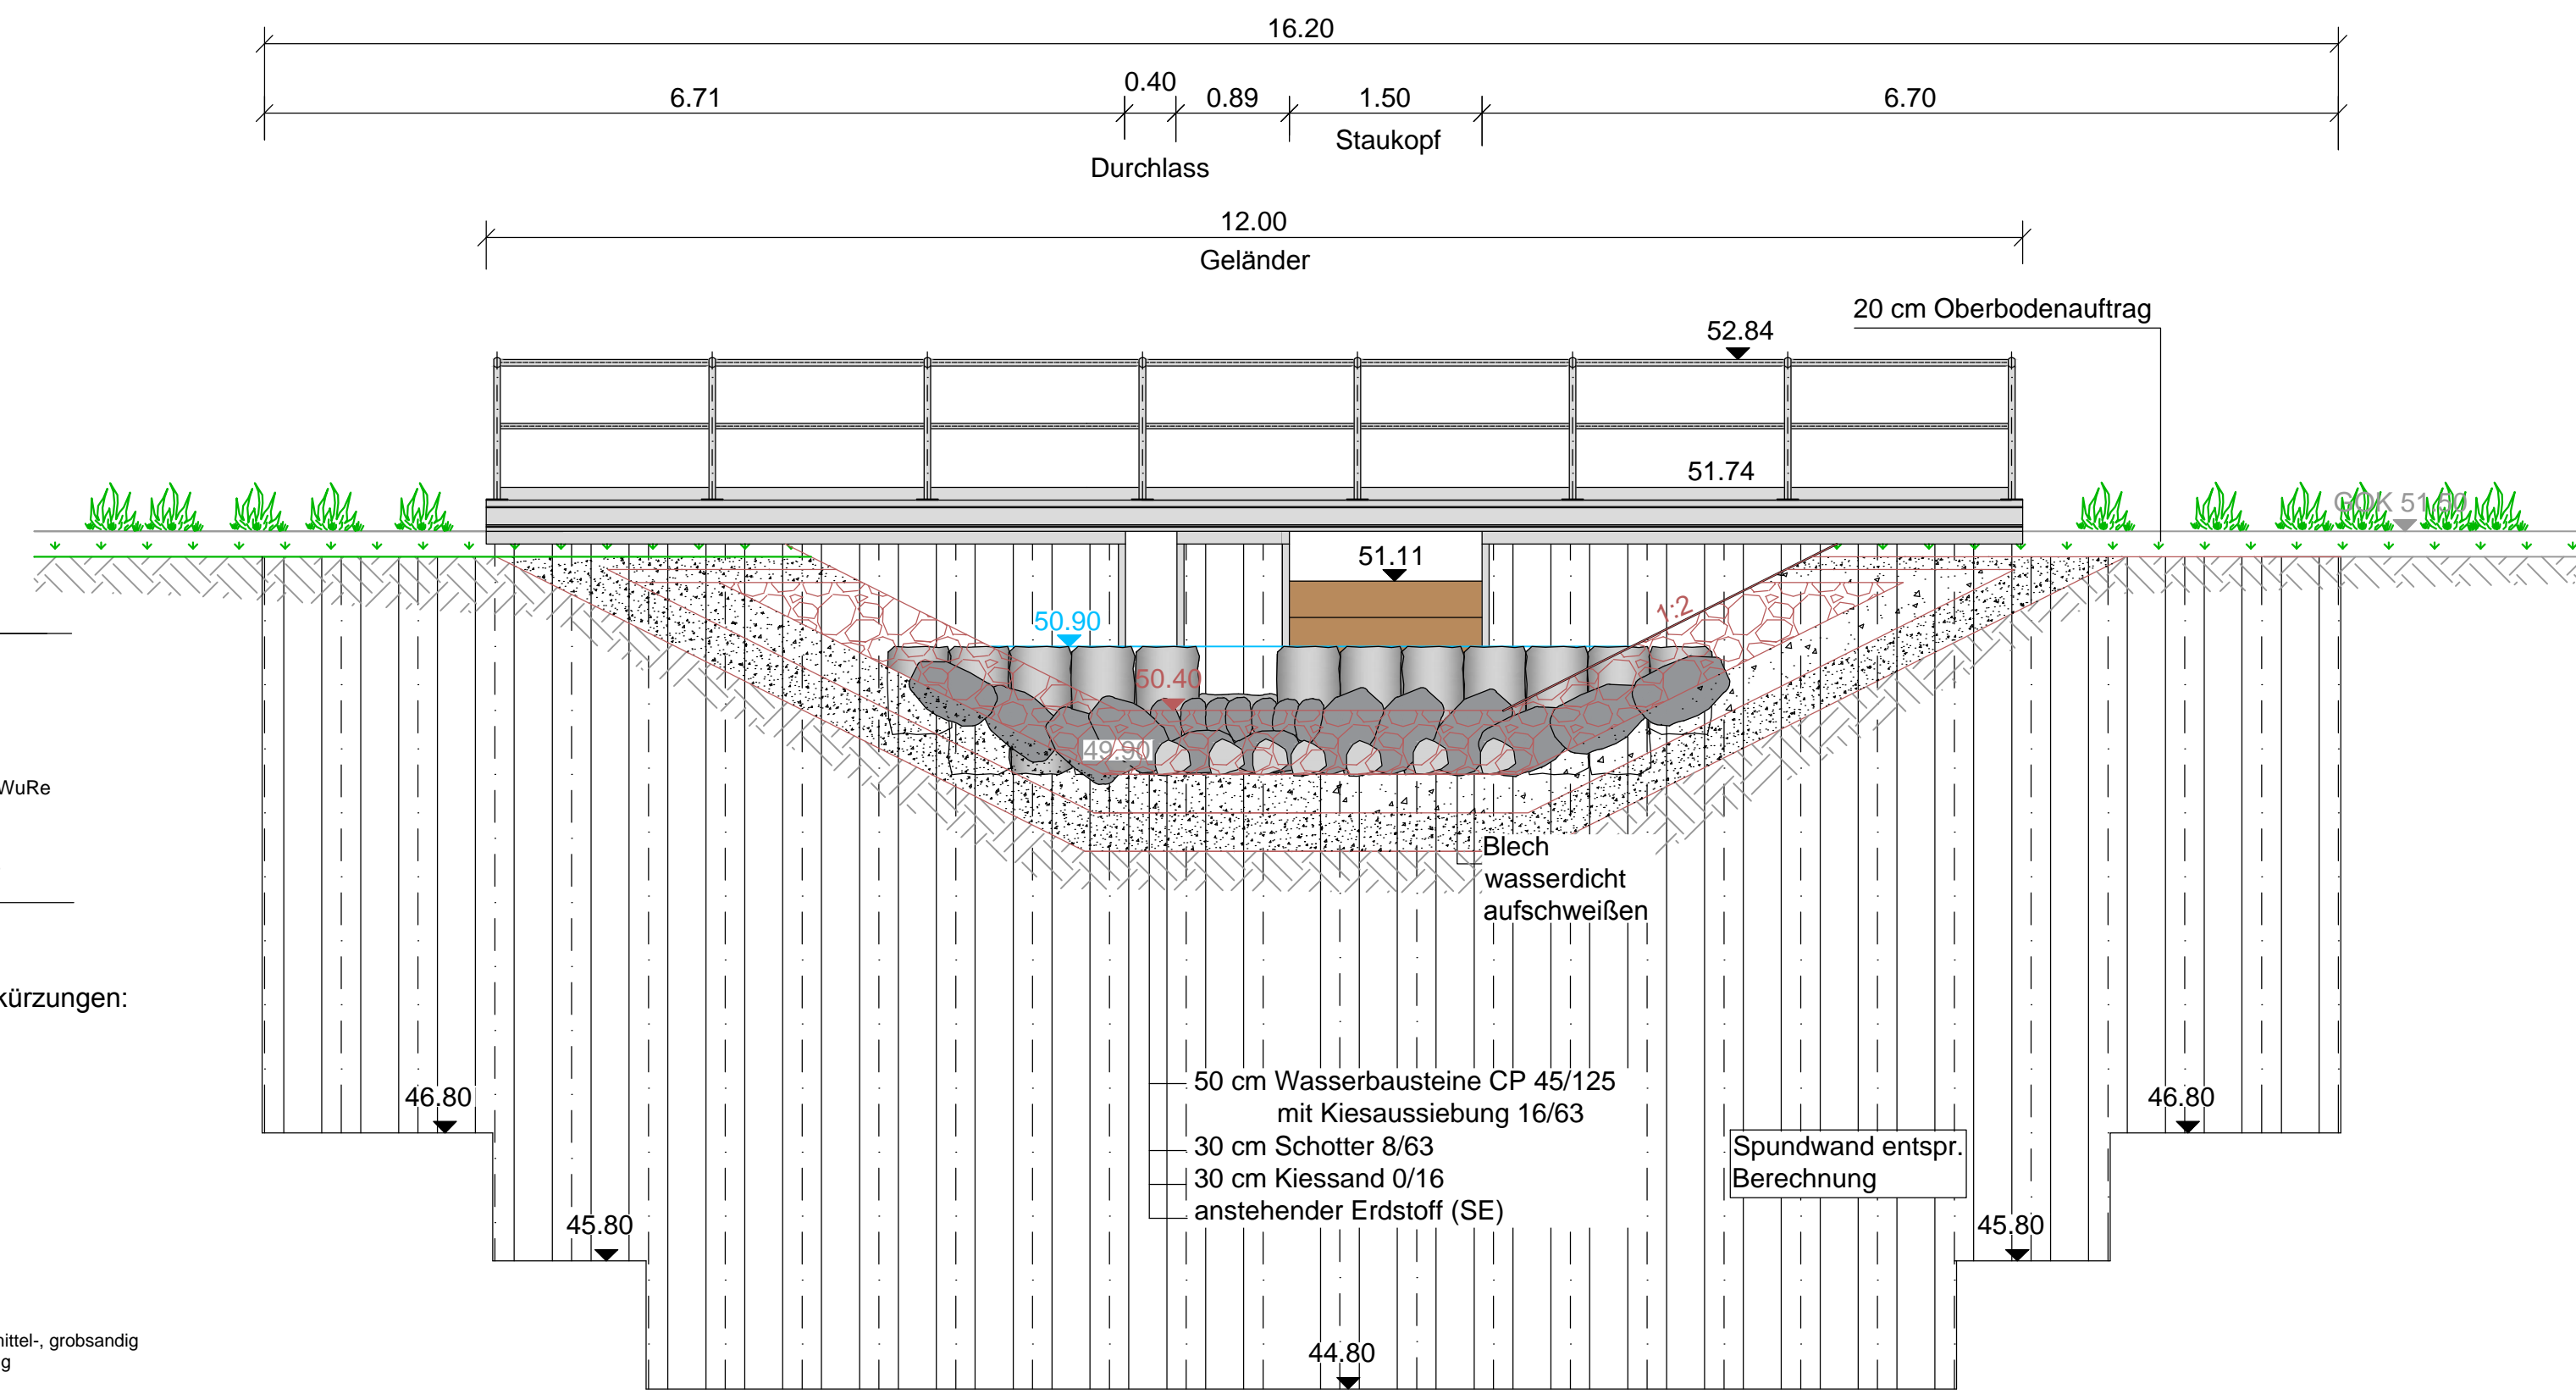 16.20
6.71
0.40
0.89
1.50
6.70
Staukopf
Durchlass
12.00
Geländer
20 cm Oberbodenauftrag
52.84
51.74
GOK 51.50
51.11
50.90
1:2
50.40
49.90
WuRe
Blech
wasserdicht
aufschweißen
kürzungen:
50 cm Wasserbausteine CP 45/125
mit Kiesaussiebung 16/63
30 cm Schotter 8/63
30 cm Kiessand 0/16
anstehender Erdstoff (SE)
Spundwand entspr.
Berechnung
46.80
46.80
45.80
45.80
44.80
mittel-, grobsandig
g